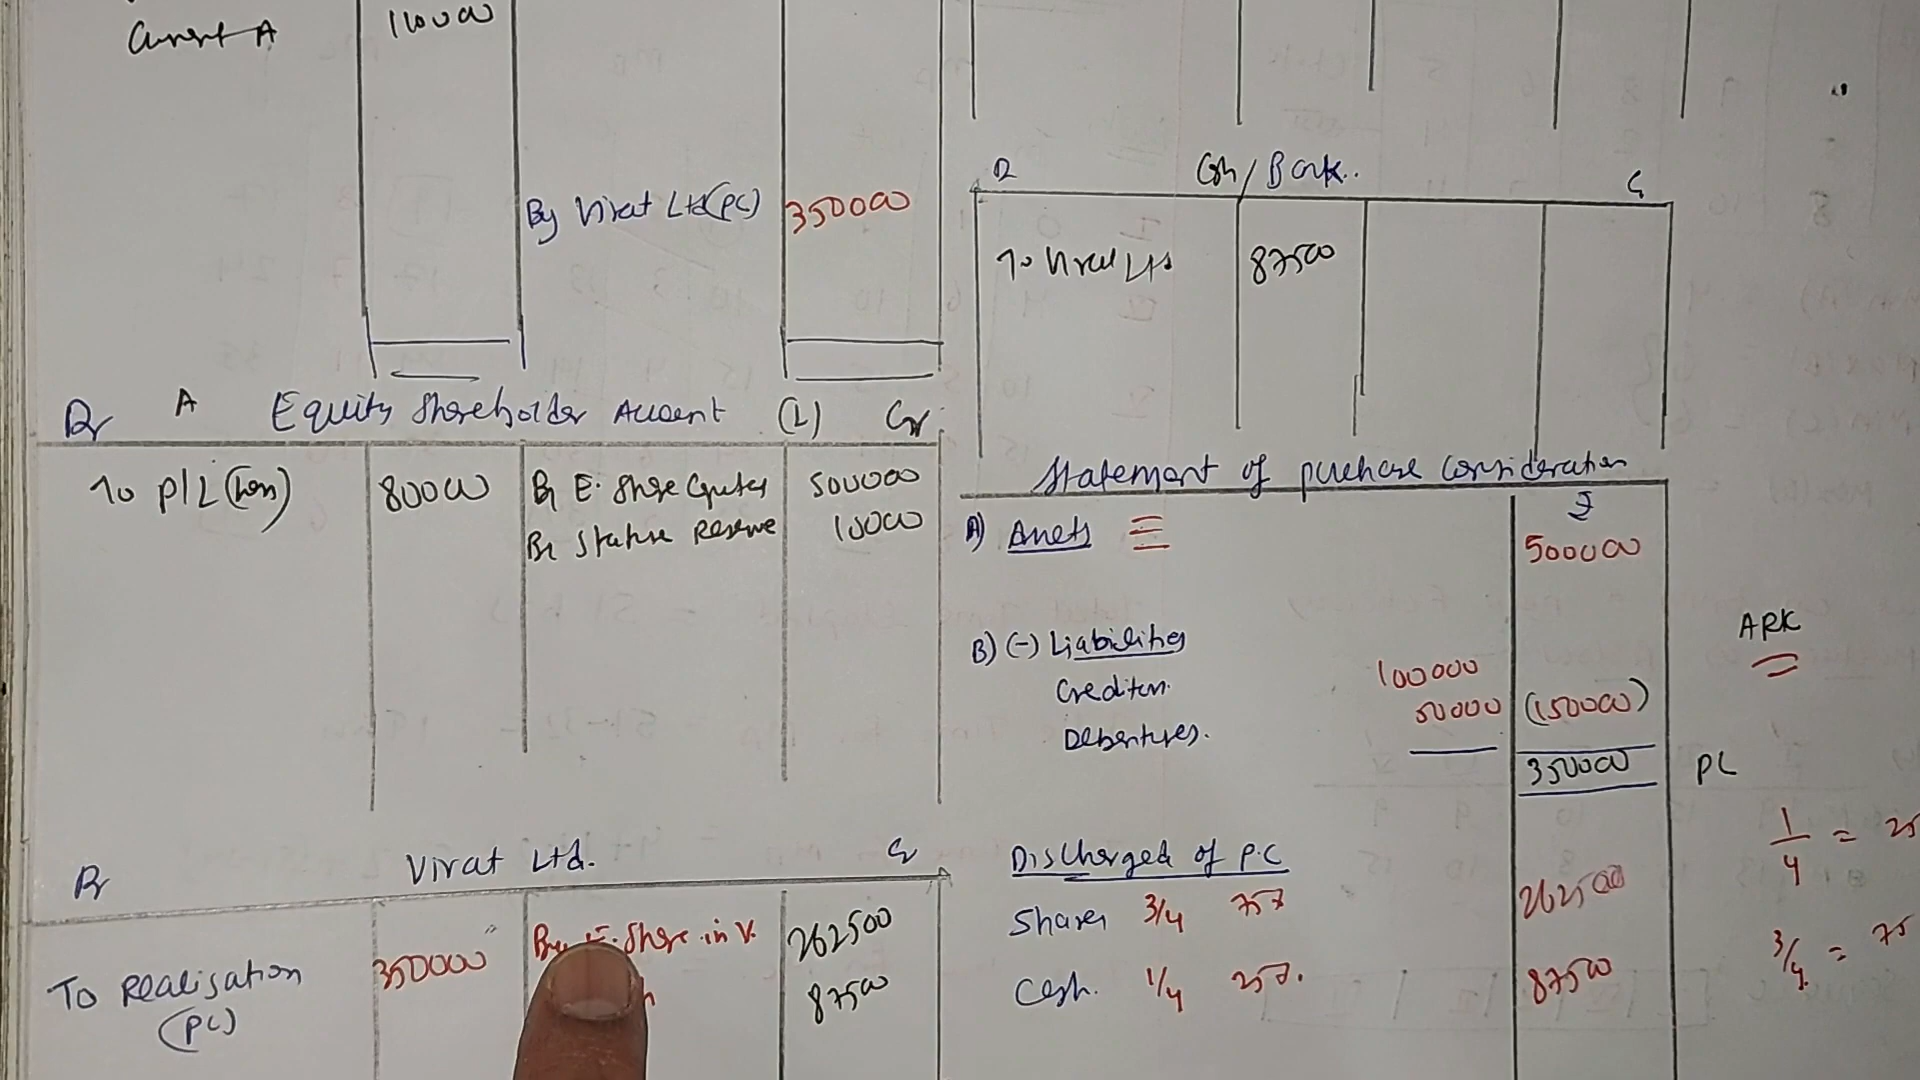 Current A 110000
By Virat Ltd (PC) 350000
Dr A Equity Shareholder Account (L) Cr
To P/L (Loss) 80000 By E. Share Capital 500000
By Statutory Reserve 10000
Dr Virat Ltd. Cr
To Realisation 350000 By E. Share in V. 262500
(PC) 87500
Dr Cash / Bank.. Cr
To Virat Ltd 87500
Statement of purchase consideration
₹
A) Assets 500000
B) (-) Liabilities
Creditors. 100000
Debentures. 50000 (150000)
350000 PC
Discharged of P.C
Shares 3/4 75% 262500
Cash. 1/4 25%. 87500
ARK
1/4 = 25
3/4 = 75